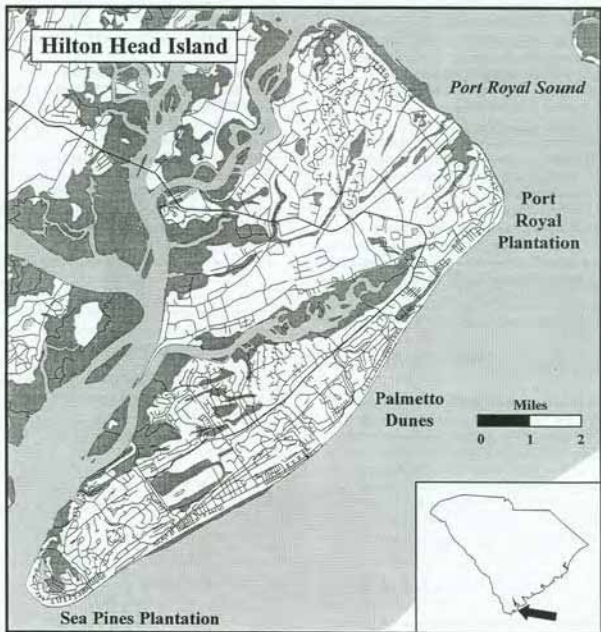 Hilton Head Island
Port Royal Sound
Port
Royal
Plantation
Palmetto
Dunes
Miles
0 1 2
Sea Pines Plantation